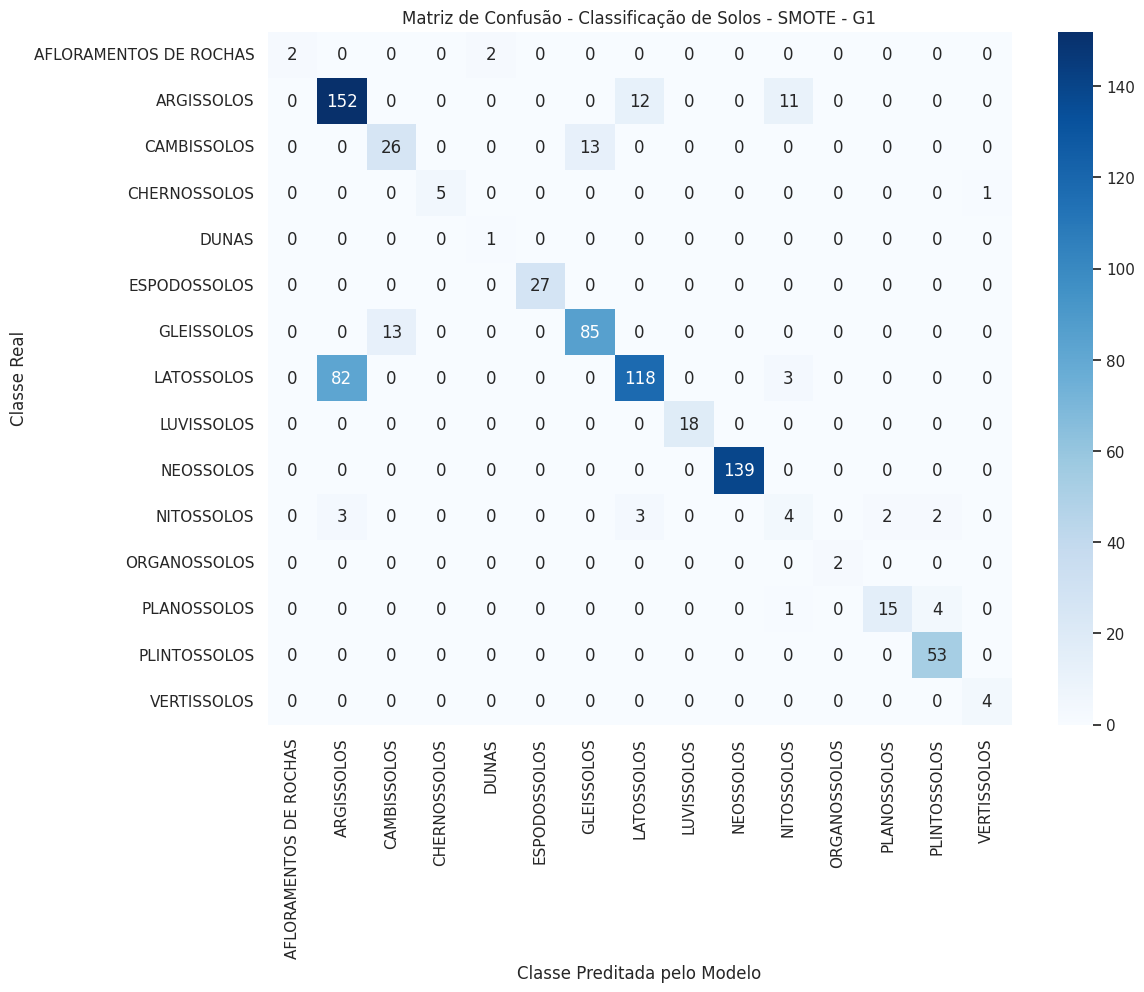 Matriz de Confusão - Classificação de Solos - SMOTE - G1
AFLORAMENTOS DE ROCHAS 2 0 0 0 2 0 0 0 0 0 0 0 0 0 0
ARGISSOLOS 0 152 0 0 0 0 0 12 0 0 11 0 0 0 0
CAMBISSOLOS 0 0 26 0 0 0 13 0 0 0 0 0 0 0 0
CHERNOSSOLOS 0 0 0 5 0 0 0 0 0 0 0 0 0 0 1
DUNAS 0 0 0 0 1 0 0 0 0 0 0 0 0 0 0
ESPODOSSOLOS 0 0 0 0 0 27 0 0 0 0 0 0 0 0 0
GLEISSOLOS 0 0 13 0 0 0 85 0 0 0 0 0 0 0 0
LATOSSOLOS 0 82 0 0 0 0 0 118 0 0 3 0 0 0 0
LUVISSOLOS 0 0 0 0 0 0 0 0 18 0 0 0 0 0 0
NEOSSOLOS 0 0 0 0 0 0 0 0 0 139 0 0 0 0 0
NITOSSOLOS 0 3 0 0 0 0 0 3 0 0 4 0 2 2 0
ORGANOSSOLOS 0 0 0 0 0 0 0 0 0 0 0 2 0 0 0
PLANOSSOLOS 0 0 0 0 0 0 0 0 0 0 1 0 15 4 0
PLINTOSSOLOS 0 0 0 0 0 0 0 0 0 0 0 0 0 53 0
VERTISSOLOS 0 0 0 0 0 0 0 0 0 0 0 0 0 0 4
Classe Real
AFLORAMENTOS DE ROCHAS
ARGISSOLOS
CAMBISSOLOS
CHERNOSSOLOS
DUNAS
ESPODOSSOLOS
GLEISSOLOS
LATOSSOLOS
LUVISSOLOS
NEOSSOLOS
NITOSSOLOS
ORGANOSSOLOS
PLANOSSOLOS
PLINTOSSOLOS
VERTISSOLOS
Classe Preditada pelo Modelo
140
120
100
80
60
40
20
0